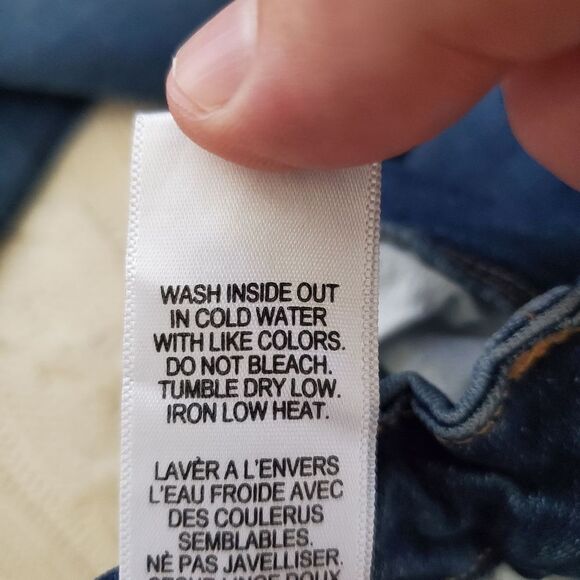 WASH INSIDE OUT
IN COLD WATER
WITH LIKE COLORS.
DO NOT BLEACH.
TUMBLE DRY LOW.
IRON LOW HEAT.
LAVÈR A L'ENVERS
L'EAU FROIDE AVEC
DES COULERUS
SEMBLABLES.
NÈ PAS JAVELLISER.